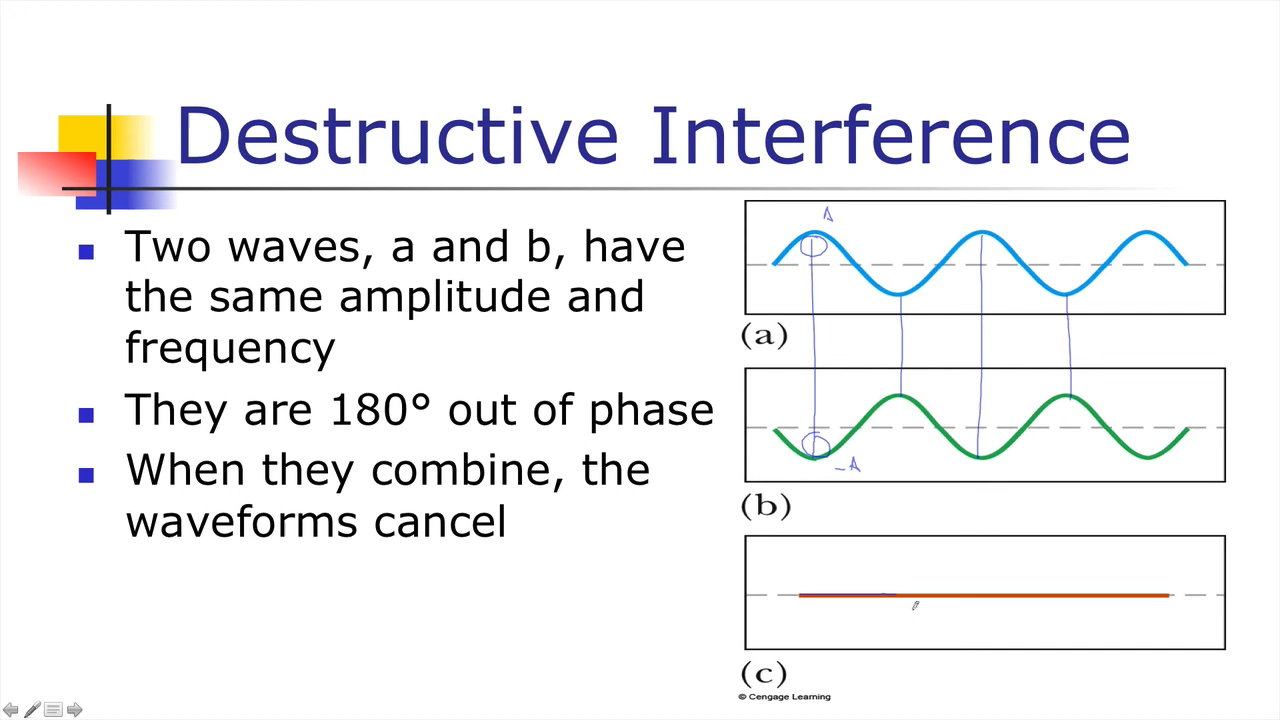 Destructive Interference
Two waves, a and b, have
the same amplitude and
frequency
They are 180° out of phase
When they combine, the
waveforms cancel
A
(a)
-A
(b)
(c)
© Cengage Learning